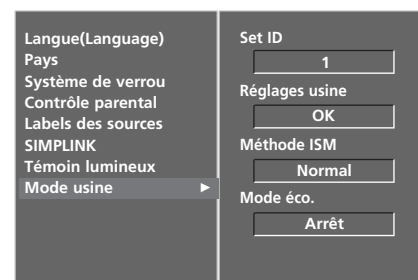 Langue(Language)
Pays
Système de verrou
Contrôle parental
Labels des sources
SIMPLINK
Témoin lumineux
Mode usine ►
Set ID
1
Réglages usine
OK
Méthode ISM
Normal
Mode éco.
Arrêt